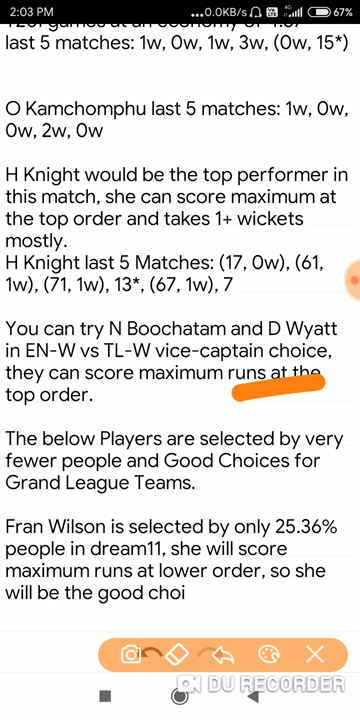 2:03 PM ...0.0KB/s 4G 67%
last 5 matches: 1w, 0w, 1w, 3w, (0w, 15*)
O Kamchomphu last 5 matches: 1w, 0w,
0w, 2w, 0w
H Knight would be the top performer in
this match, she can score maximum at
the top order and takes 1+ wickets
mostly.
H Knight last 5 Matches: (17, 0w), (61,
1w), (71, 1w), 13*, (67, 1w), 7
You can try N Boochatam and D Wyatt
in EN-W vs TL-W vice-captain choice,
they can score maximum runs at the
top order.
The below Players are selected by very
fewer people and Good Choices for
Grand League Teams.
Fran Wilson is selected by only 25.36%
people in dream11, she will score
maximum runs at lower order, so she
will be the good choi
DU RECORDER